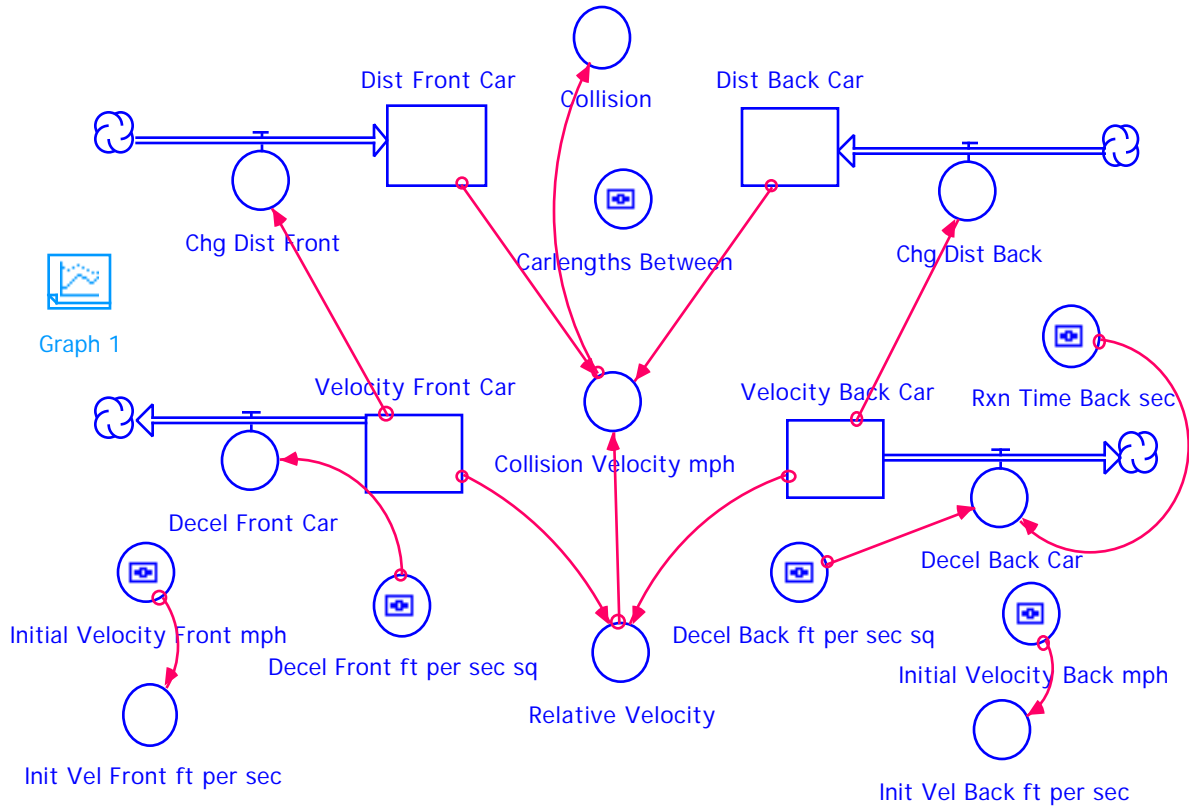 Dist Front Car
Dist Back Car
Collision
Chg Dist Front
Carlengths Between
Chg Dist Back
Graph 1
Velocity Front Car
Velocity Back Car
Rxn Time Back sec
Collision Velocity mph
Decel Front Car
Decel Back Car
Initial Velocity Front mph
Decel Front ft per sec sq
Decel Back ft per sec sq
Initial Velocity Back mph
Relative Velocity
Init Vel Front ft per sec
Init Vel Back ft per sec